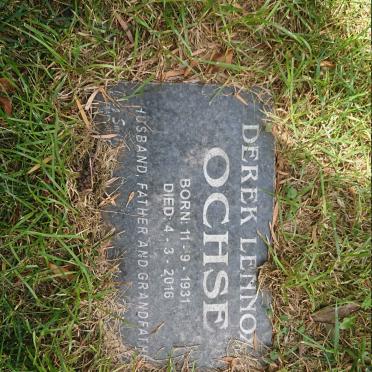 DEREK LENNOX
OCHSE
BORN: 11 - 9 - 1931
DIED: 4 - 3 - 2016
HUSBAND, FATHER AND GRANDFATHER